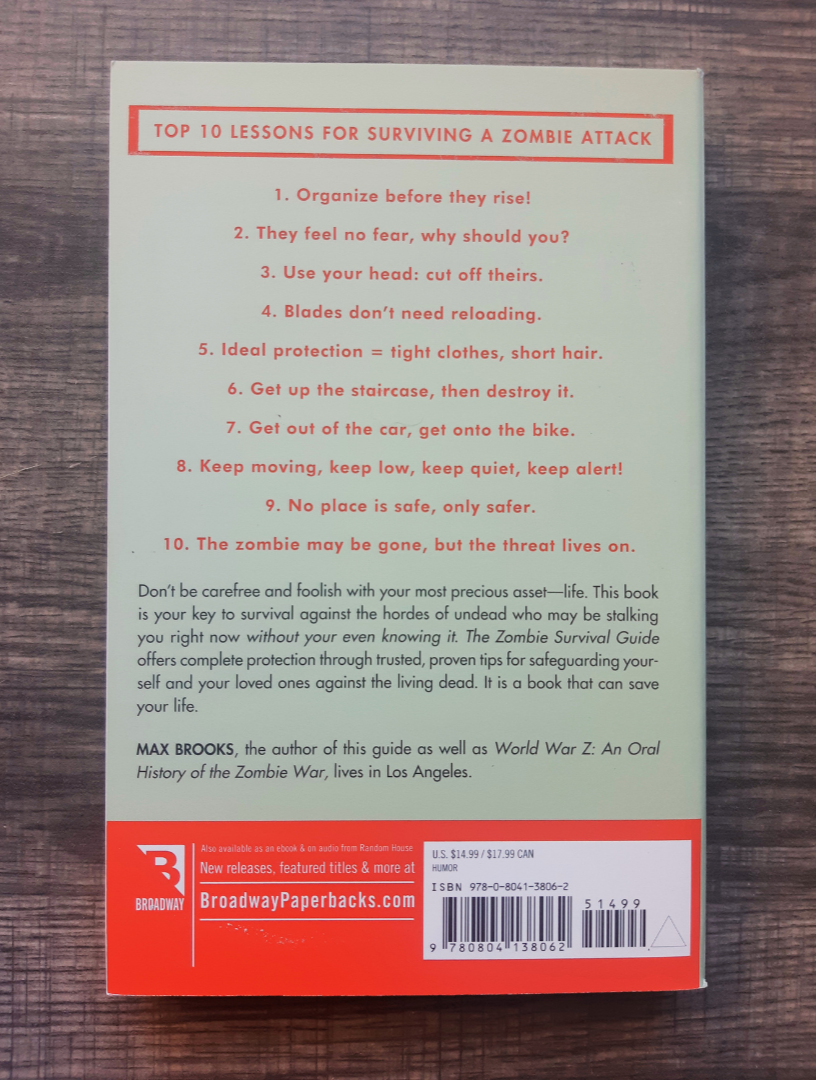 TOP 10 LESSONS FOR SURVIVING A ZOMBIE ATTACK
1. Organize before they rise!
2. They feel no fear, why should you?
3. Use your head: cut off theirs.
4. Blades don't need reloading.
5. Ideal protection = tight clothes, short hair.
6. Get up the staircase, then destroy it.
7. Get out of the car, get onto the bike.
8. Keep moving, keep low, keep quiet, keep alert!
9. No place is safe, only safer.
10. The zombie may be gone, but the threat lives on.
Don't be carefree and foolish with your most precious asset—life. This book
is your key to survival against the hordes of undead who may be stalking
you right now without your even knowing it. The Zombie Survival Guide
offers complete protection through trusted, proven tips for safeguarding your-
self and your loved ones against the living dead. It is a book that can save
your life.
MAX BROOKS, the author of this guide as well as World War Z: An Oral
History of the Zombie War, lives in Los Angeles.
B
BROADWAY
Also available as an ebook & on audio from Random House
New releases, featured titles & more at
BroadwayPaperbacks.com
U.S. $14.99 / $17.99 CAN
HUMOR
ISBN 978-0-8041-3806-2
51499
9 780804 138062